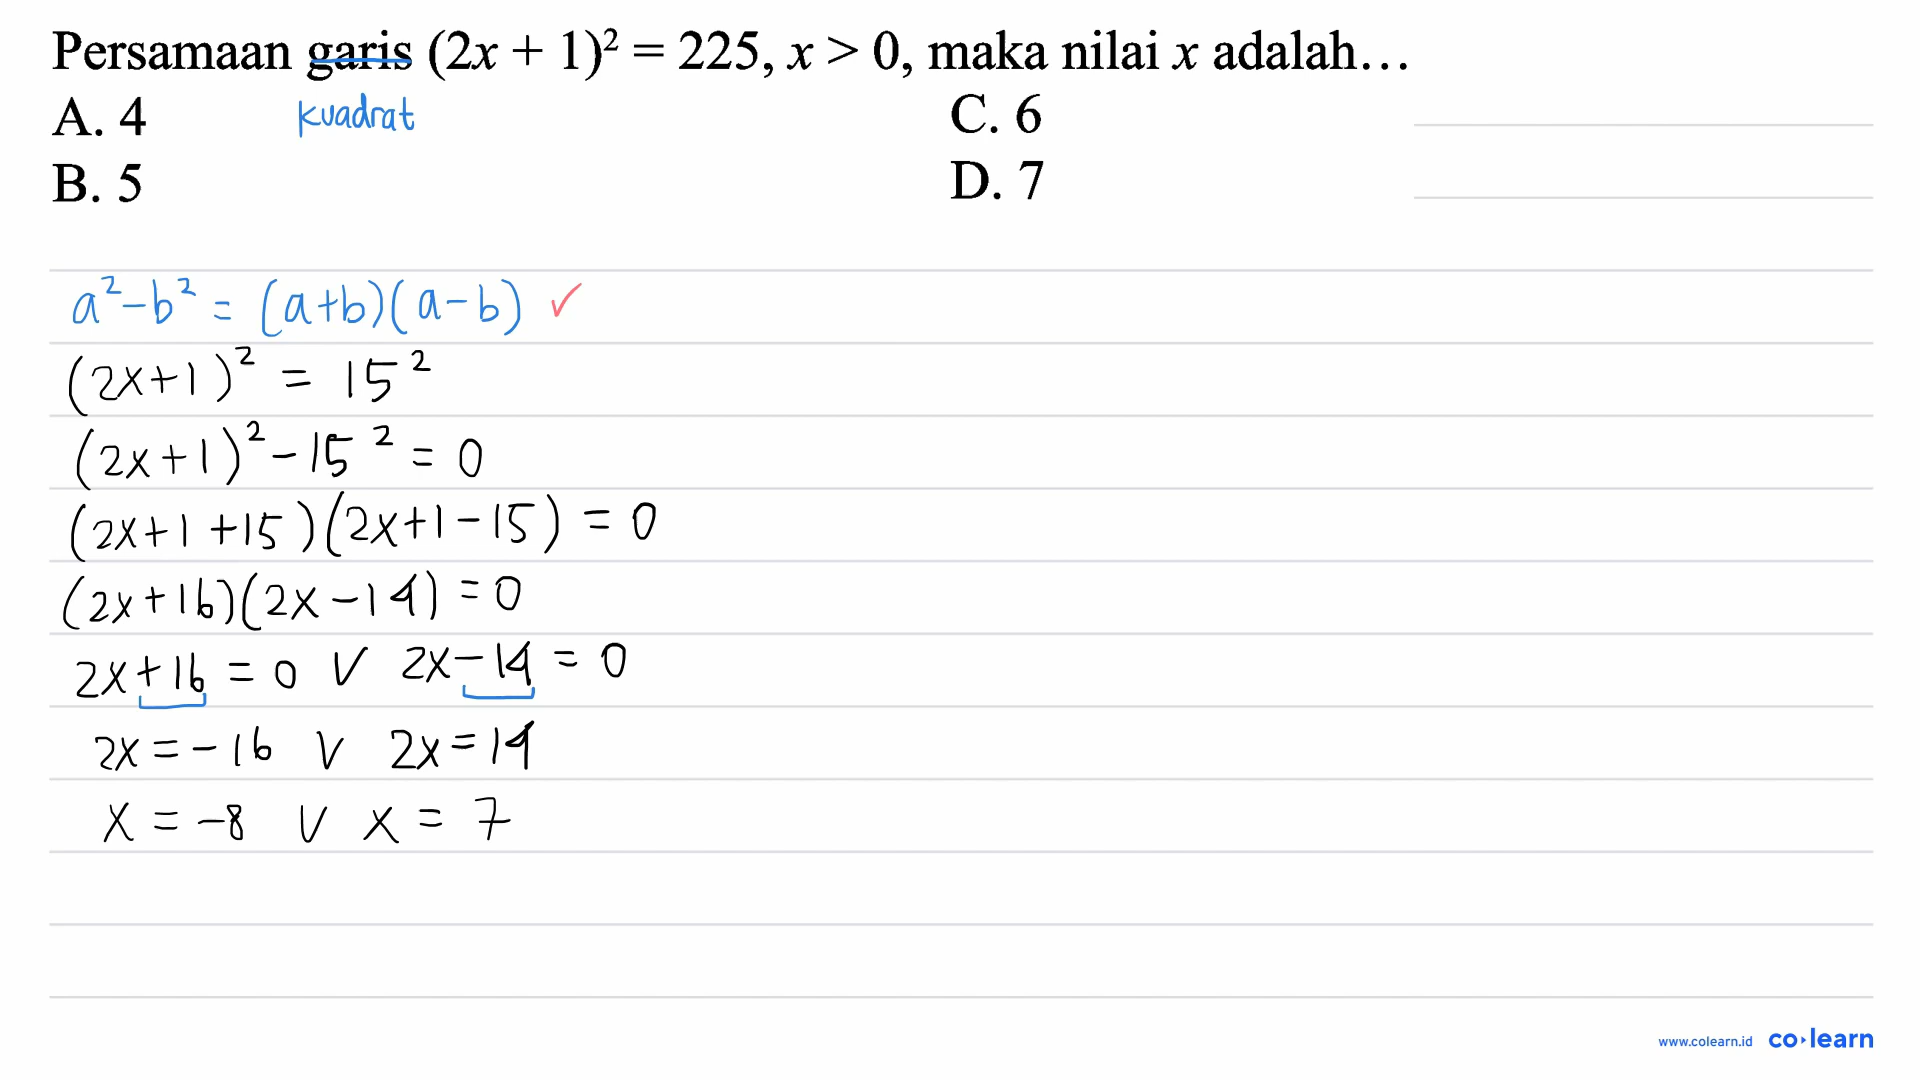 Persamaan garis (2x + 1)² = 225, x > 0, maka nilai x adalah...
kuadrat
A. 4
C. 6
B. 5
D. 7
a² - b² = (a+b)(a-b) ✓
(2x+1)² = 15²
(2x+1)² - 15² = 0
(2x+1+15)(2x+1-15) = 0
(2x+16)(2x-14) = 0
2x+16 = 0 V 2x-14 = 0
2x = -16 V 2x = 14
x = -8 V x = 7
www.colearn.id co learn